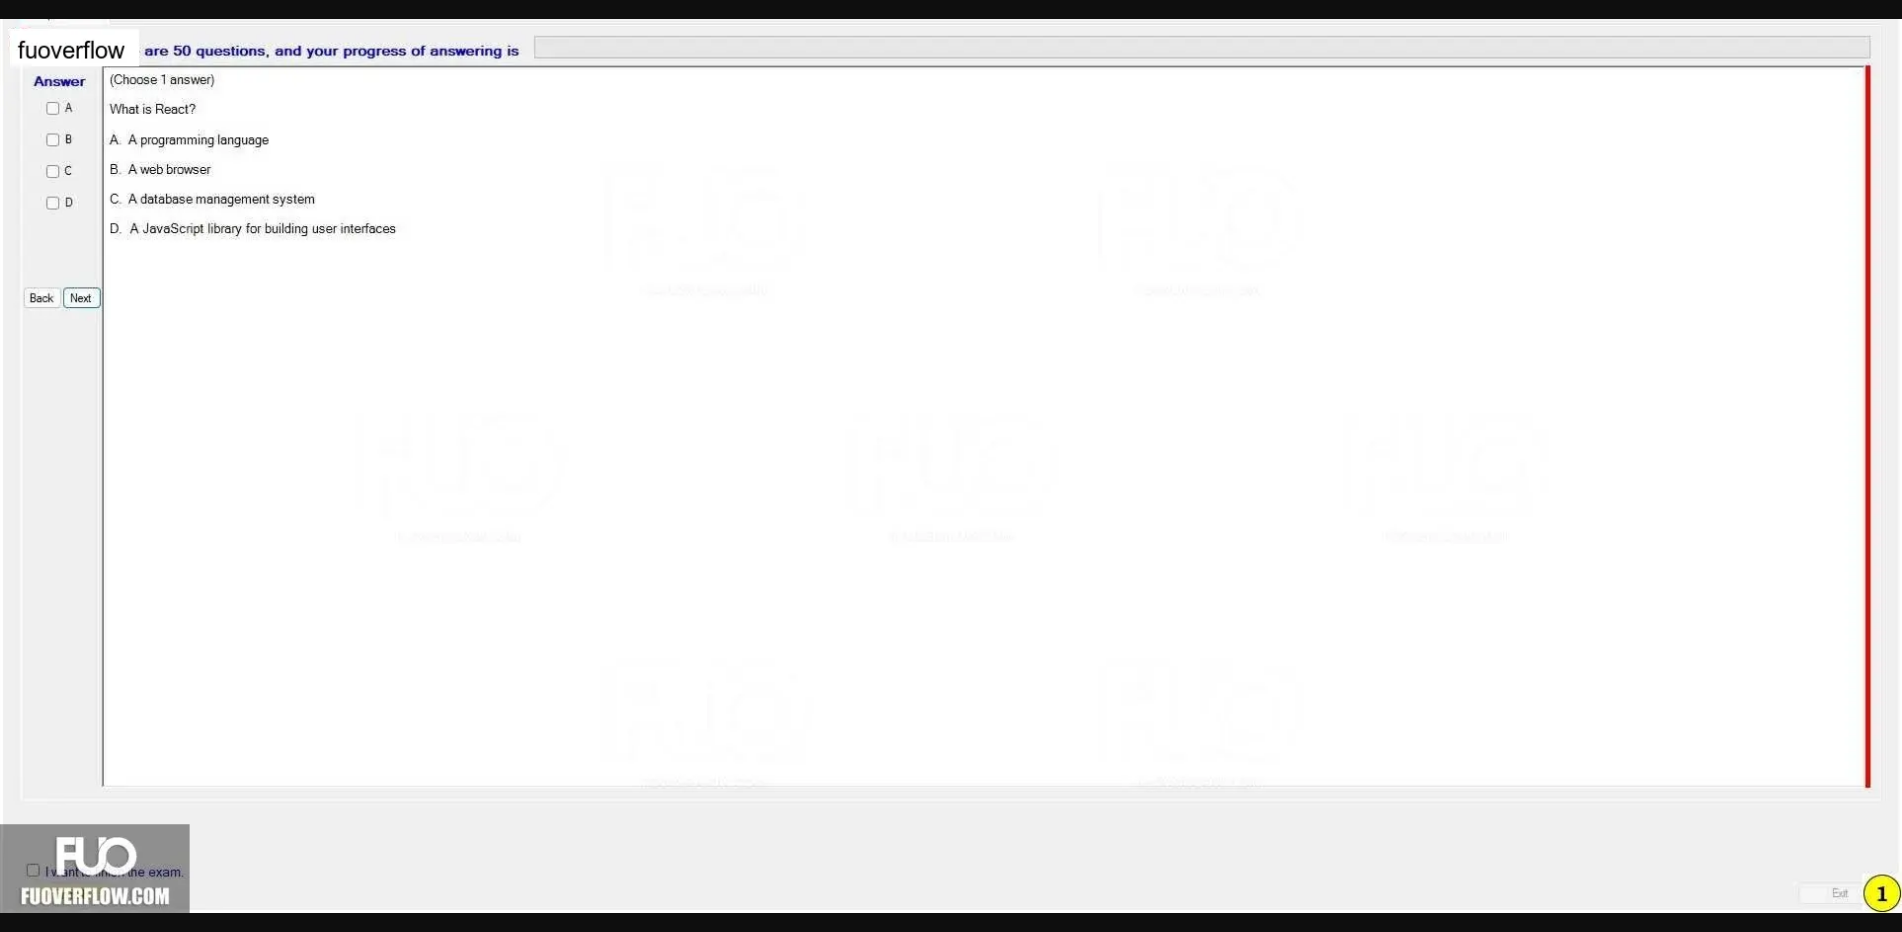 fuoverflow are 50 questions, and your progress of answering is
Answer
(Choose 1 answer)
A
What is React?
B
A. A programming language
C
B. A web browser
D
C. A database management system
D. A JavaScript library for building user interfaces
Back Next
FUO
I want the exam.
FUOVERFLOW.COM
Exit
1